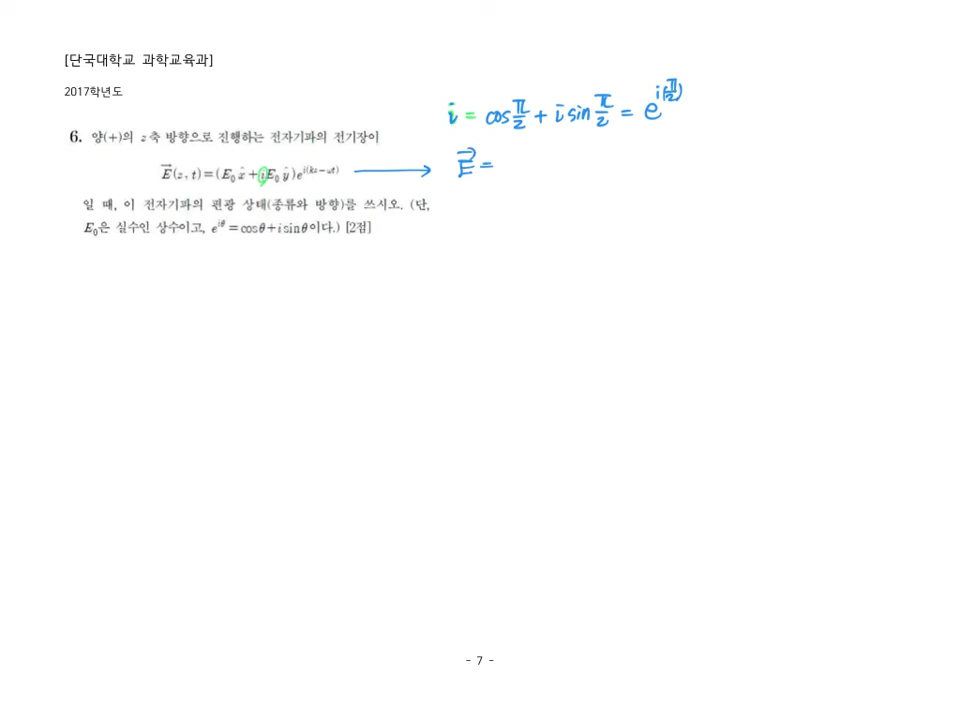 [단국대학교 과학교육과]
2017학년도
i = cos π/2 + i sin π/2 = e^{i(π/2)}
6. 양(+)의 z축 방향으로 진행하는 전자기파의 전기장이
E⃗(z, t) = (E₀x̂ + iE₀ŷ)e^{i(kz−ωt)}
E⃗ =
일 때, 이 전자기파의 편광 상태(종류와 방향)를 쓰시오. (단,
E₀은 실수인 상수이고, e^{iθ} = cosθ + i sinθ이다.) [2점]
- 7 -